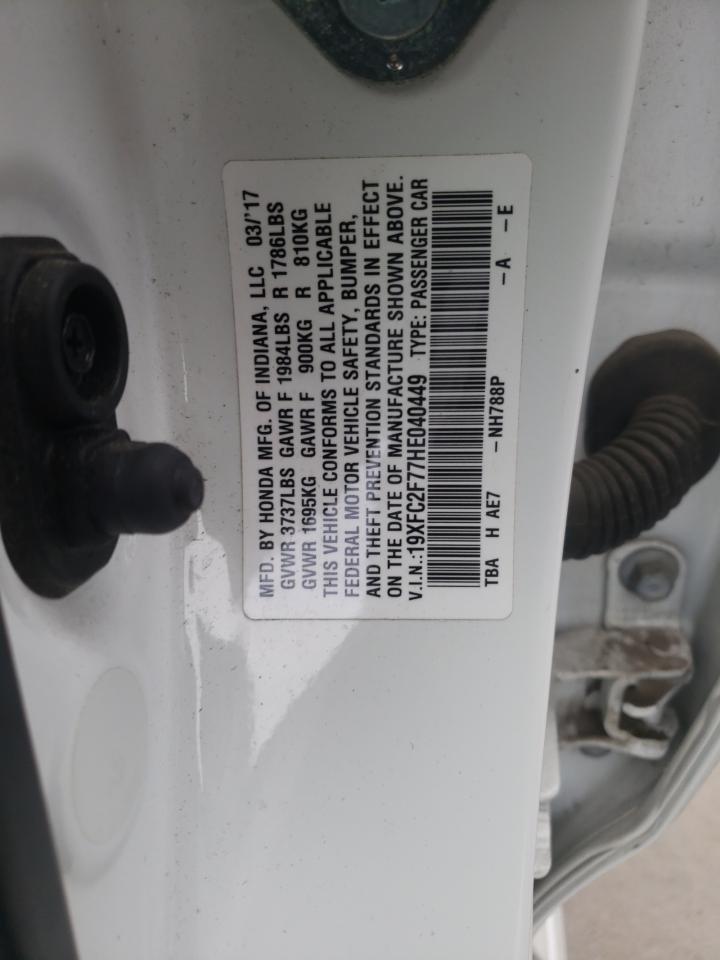 MFD. BY HONDA MFG. OF INDIANA, LLC 03/'17
GVWR 3737LBS GAWR F 1984LBS R 1786LBS
GVWR 1695KG GAWR F 900KG R 810KG
THIS VEHICLE CONFORMS TO ALL APPLICABLE
FEDERAL MOTOR VEHICLE SAFETY, BUMPER,
AND THEFT PREVENTION STANDARDS IN EFFECT
ON THE DATE OF MANUFACTURE SHOWN ABOVE.
V.I.N.:19XFC2F77HE040449 TYPE: PASSENGER CAR
TBA H AE7 -NH788P -A -E